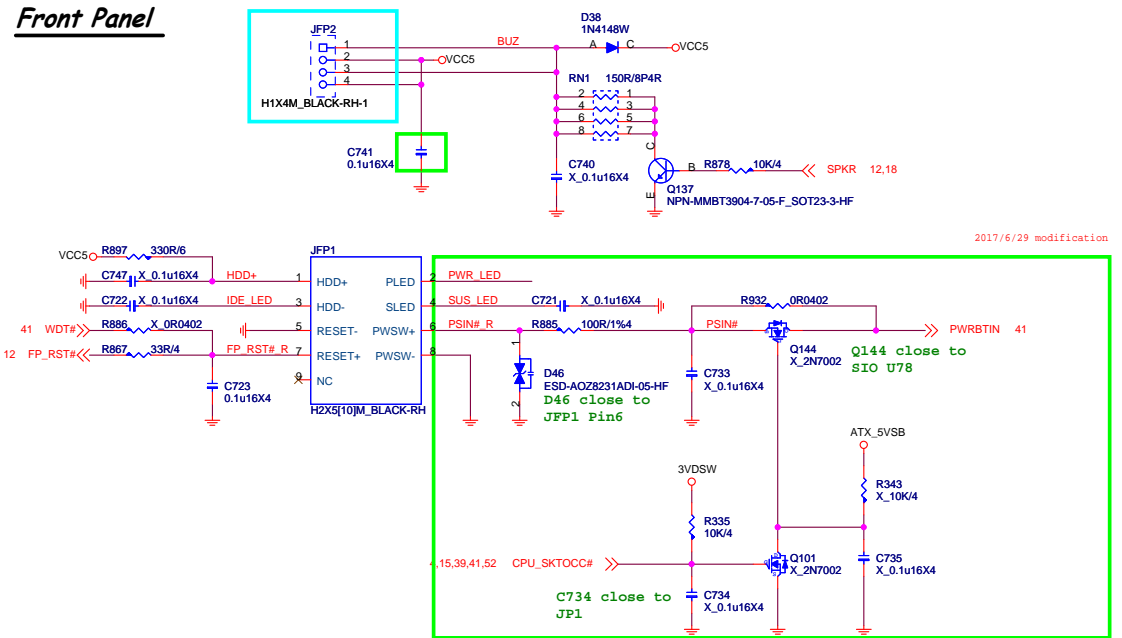 Front Panel
JFP2
1
2
3
4
H1X4M_BLACK-RH-1
BUZ
VCC5
D38
1N4148W
A
C
VCC5
RN1 150R/8P4R
2 1
4 3
6 5
8 7
C741
0.1u16X4
C740
X_0.1u16X4
C
B
E
R878 10K/4
SPKR 12,18
Q137
NPN-MMBT3904-7-05-F_SOT23-3-HF
2017/6/29 modification
VCC5 R897 330R/6
C747 X_0.1u16X4 HDD+
C722 X_0.1u16X4 IDE_LED
41 WDT# R886 X_0R0402
12 FP_RST# R867 33R/4 FP_RST#_R
C723
0.1u16X4
JFP1
1 HDD+ PLED 2 PWR_LED
3 HDD- SLED 4 SUS_LED C721 X_0.1u16X4
5 RESET- PWSW+ 6 PSIN#_R R885 100R/1%4 PSIN#
7 RESET+ PWSW- 8
9 NC
H2X5[10]M_BLACK-RH
1
2
D46
ESD-AOZ8231ADI-05-HF
D46 close to
JFP1 Pin6
C733
X_0.1u16X4
R932 0R0402
Q144
X_2N7002
PWRBTIN 41
Q144 close to
SIO U78
ATX_5VSB
R343
X_10K/4
3VDSW
R335
10K/4
4,15,39,41,52 CPU_SKTOCC#
Q101
X_2N7002
C735
X_0.1u16X4
C734
X_0.1u16X4
C734 close to
JP1